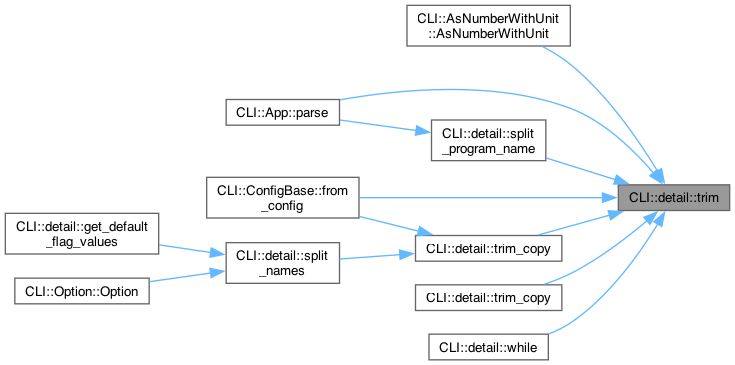 CLI::AsNumberWithUnit
::AsNumberWithUnit
CLI::App::parse
CLI::detail::split
_program_name
CLI::ConfigBase::from
_config
CLI::detail::trim
CLI::detail::get_default
_flag_values
CLI::detail::split
_names
CLI::detail::trim_copy
CLI::Option::Option
CLI::detail::trim_copy
CLI::detail::while